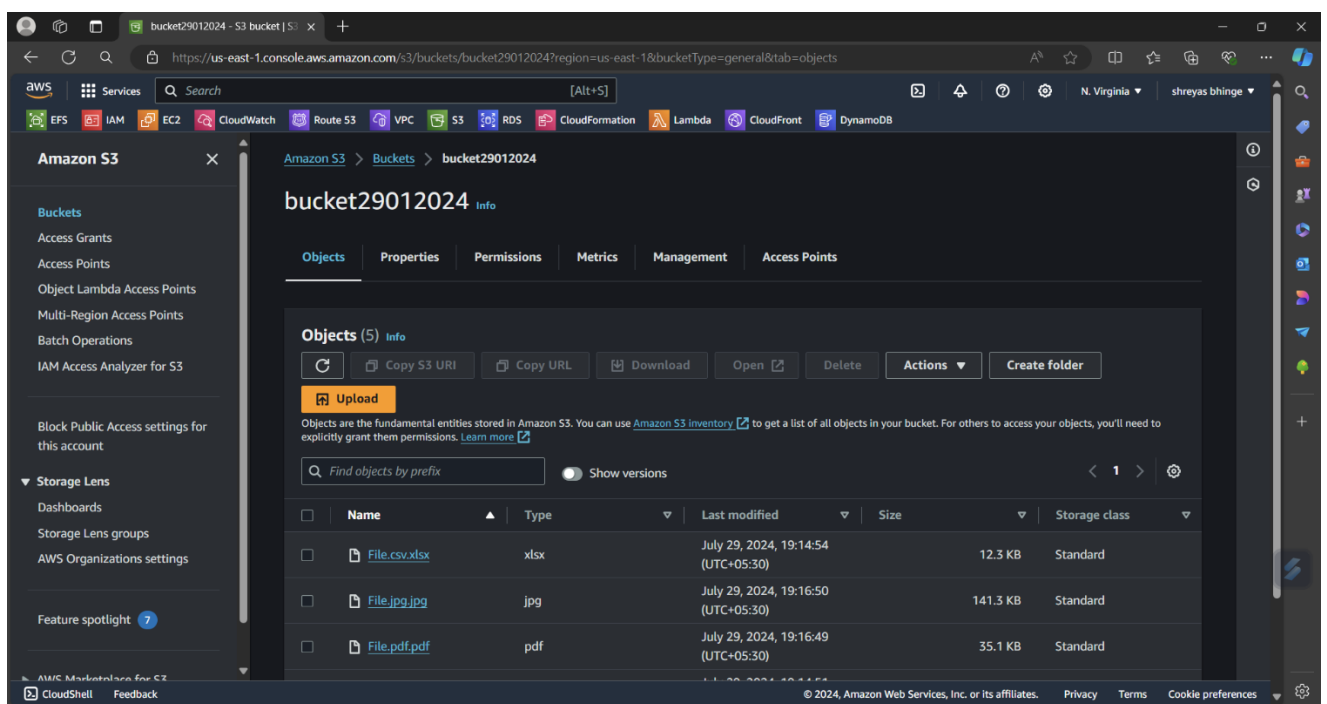 bucket29012024 - S3 bucket | S3
https://us-east-1.console.aws.amazon.com/s3/buckets/bucket29012024?region=us-east-1&bucketType=general&tab=objects
aws Services Search [Alt+S] N. Virginia ▼ shreyas bhinge ▼
EFS IAM EC2 CloudWatch Route 53 VPC S3 RDS CloudFormation Lambda CloudFront DynamoDB
Amazon S3
Buckets
Access Grants
Access Points
Object Lambda Access Points
Multi-Region Access Points
Batch Operations
IAM Access Analyzer for S3
Block Public Access settings for
this account
▼ Storage Lens
Dashboards
Storage Lens groups
AWS Organizations settings
Feature spotlight 7
AWS Marketplace for S3
Amazon S3 > Buckets > bucket29012024
bucket29012024 Info
Objects Properties Permissions Metrics Management Access Points
Objects (5) Info
Copy S3 URI Copy URL Download Open Delete Actions ▼ Create folder
Upload
Objects are the fundamental entities stored in Amazon S3. You can use Amazon S3 inventory to get a list of all objects in your bucket. For others to access your objects, you'll need to
explicitly grant them permissions. Learn more
Find objects by prefix Show versions < 1 >
Name Type Last modified Size Storage class
File.csv.xlsx xlsx July 29, 2024, 19:14:54 (UTC+05:30) 12.3 KB Standard
File.jpg.jpg jpg July 29, 2024, 19:16:50 (UTC+05:30) 141.3 KB Standard
File.pdf.pdf pdf July 29, 2024, 19:16:49 (UTC+05:30) 35.1 KB Standard
CloudShell Feedback © 2024, Amazon Web Services, Inc. or its affiliates. Privacy Terms Cookie preferences